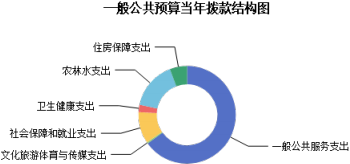 一般公共预算当年拨款结构图
住房保障支出
农林水支出
卫生健康支出
社会保障和就业支出
文化旅游体育与传媒支出
一般公共服务支出